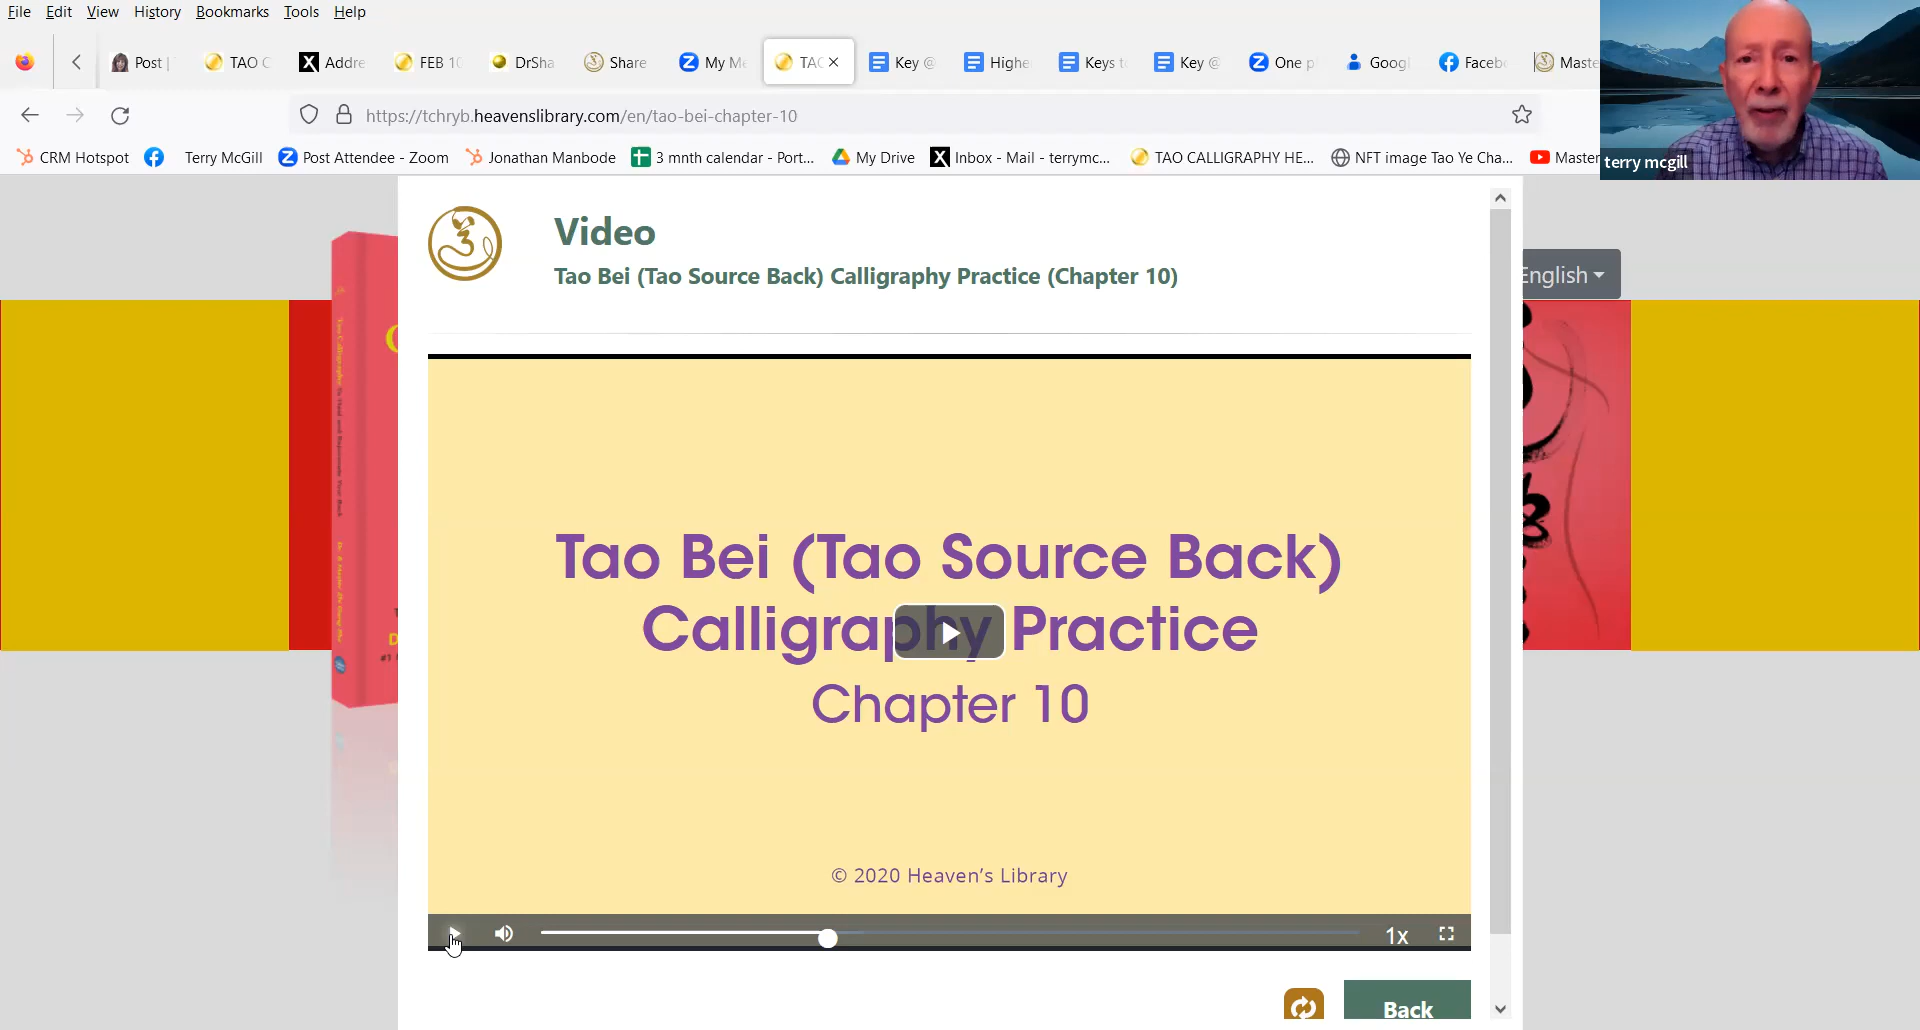 File Edit View History Bookmarks Tools Help
Post TAO C Addre FEB 10 DrSha Share My Me TAC Key @ Highe Keys t Key @ One p Googl Facebo Maste
https://tchryb.heavenslibrary.com/en/tao-bei-chapter-10
CRM Hotspot Terry McGill Post Attendee - Zoom Jonathan Manbode 3 mnth calendar - Port... My Drive Inbox - Mail - terrymc... TAO CALLIGRAPHY HE... NFT image Tao Ye Cha... Master
terry mcgill
Video
Tao Bei (Tao Source Back) Calligraphy Practice (Chapter 10)
English
Tao Bei (Tao Source Back)
Calligraphy Practice
Chapter 10
© 2020 Heaven's Library
1x
Back